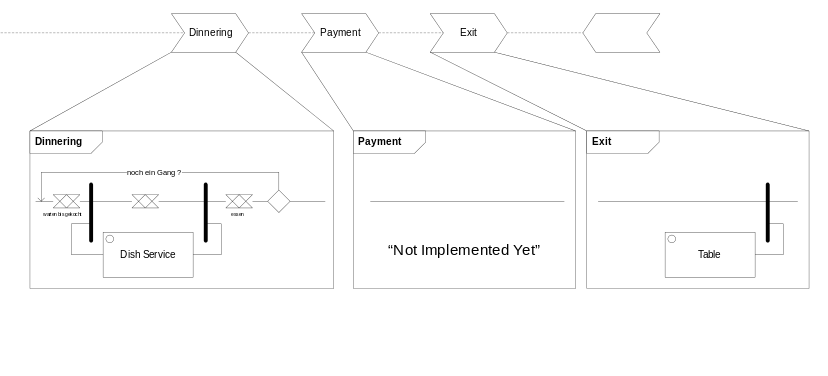 Dinnering
Payment
Exit
Dinnering
Payment
Exit
noch ein Gang ?
warten bis gekocht
essen
“Not Implemented Yet”
Dish Service
Table